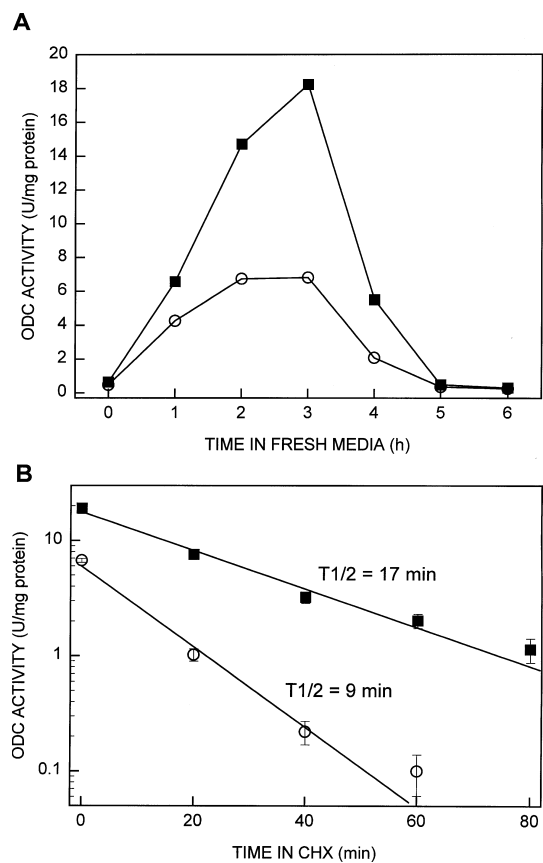 A
20
18
16
14
12
10
8
6
4
2
0
ODC ACTIVITY (U/mg protein)
0 1 2 3 4 5 6
TIME IN FRESH MEDIA (h)
B
10
1
0.1
ODC ACTIVITY (U/mg protein)
T1/2 = 17 min
T1/2 = 9 min
0 20 40 60 80
TIME IN CHX (min)